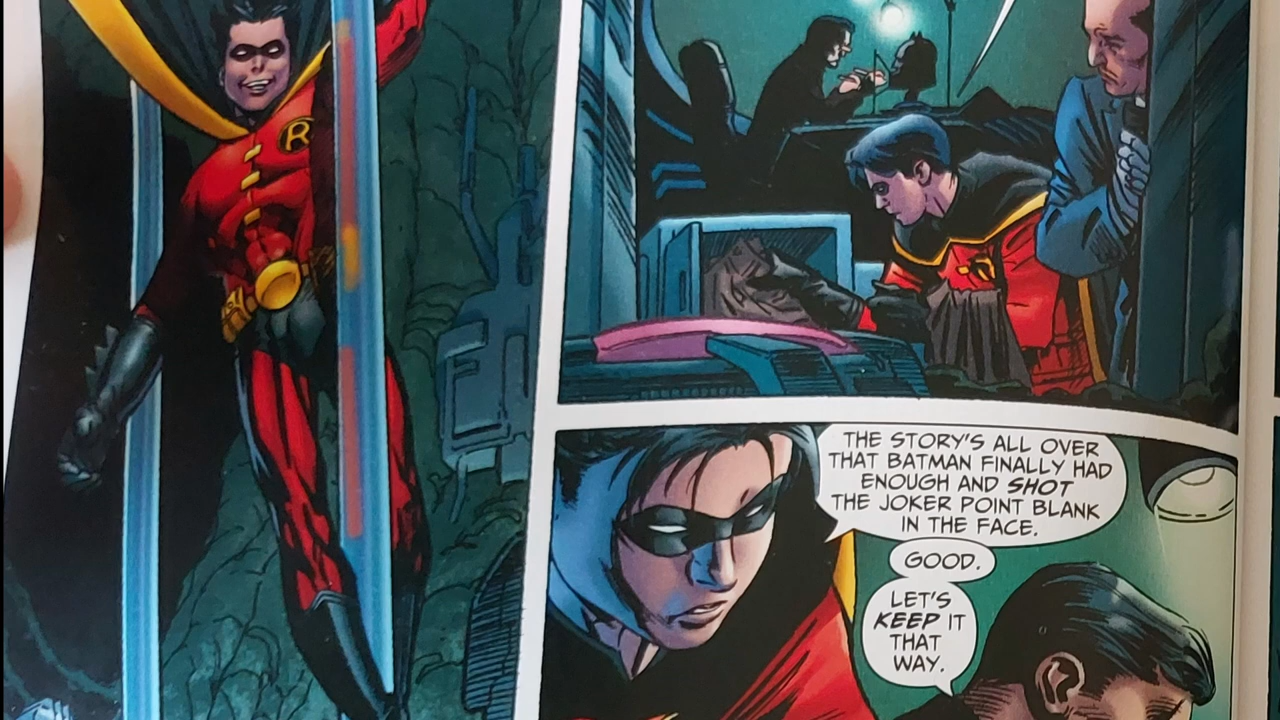 R
THE STORY'S ALL OVER
THAT BATMAN FINALLY HAD
ENOUGH AND SHOT
THE JOKER POINT BLANK
IN THE FACE.
GOOD.
LET'S
KEEP IT
THAT
WAY.